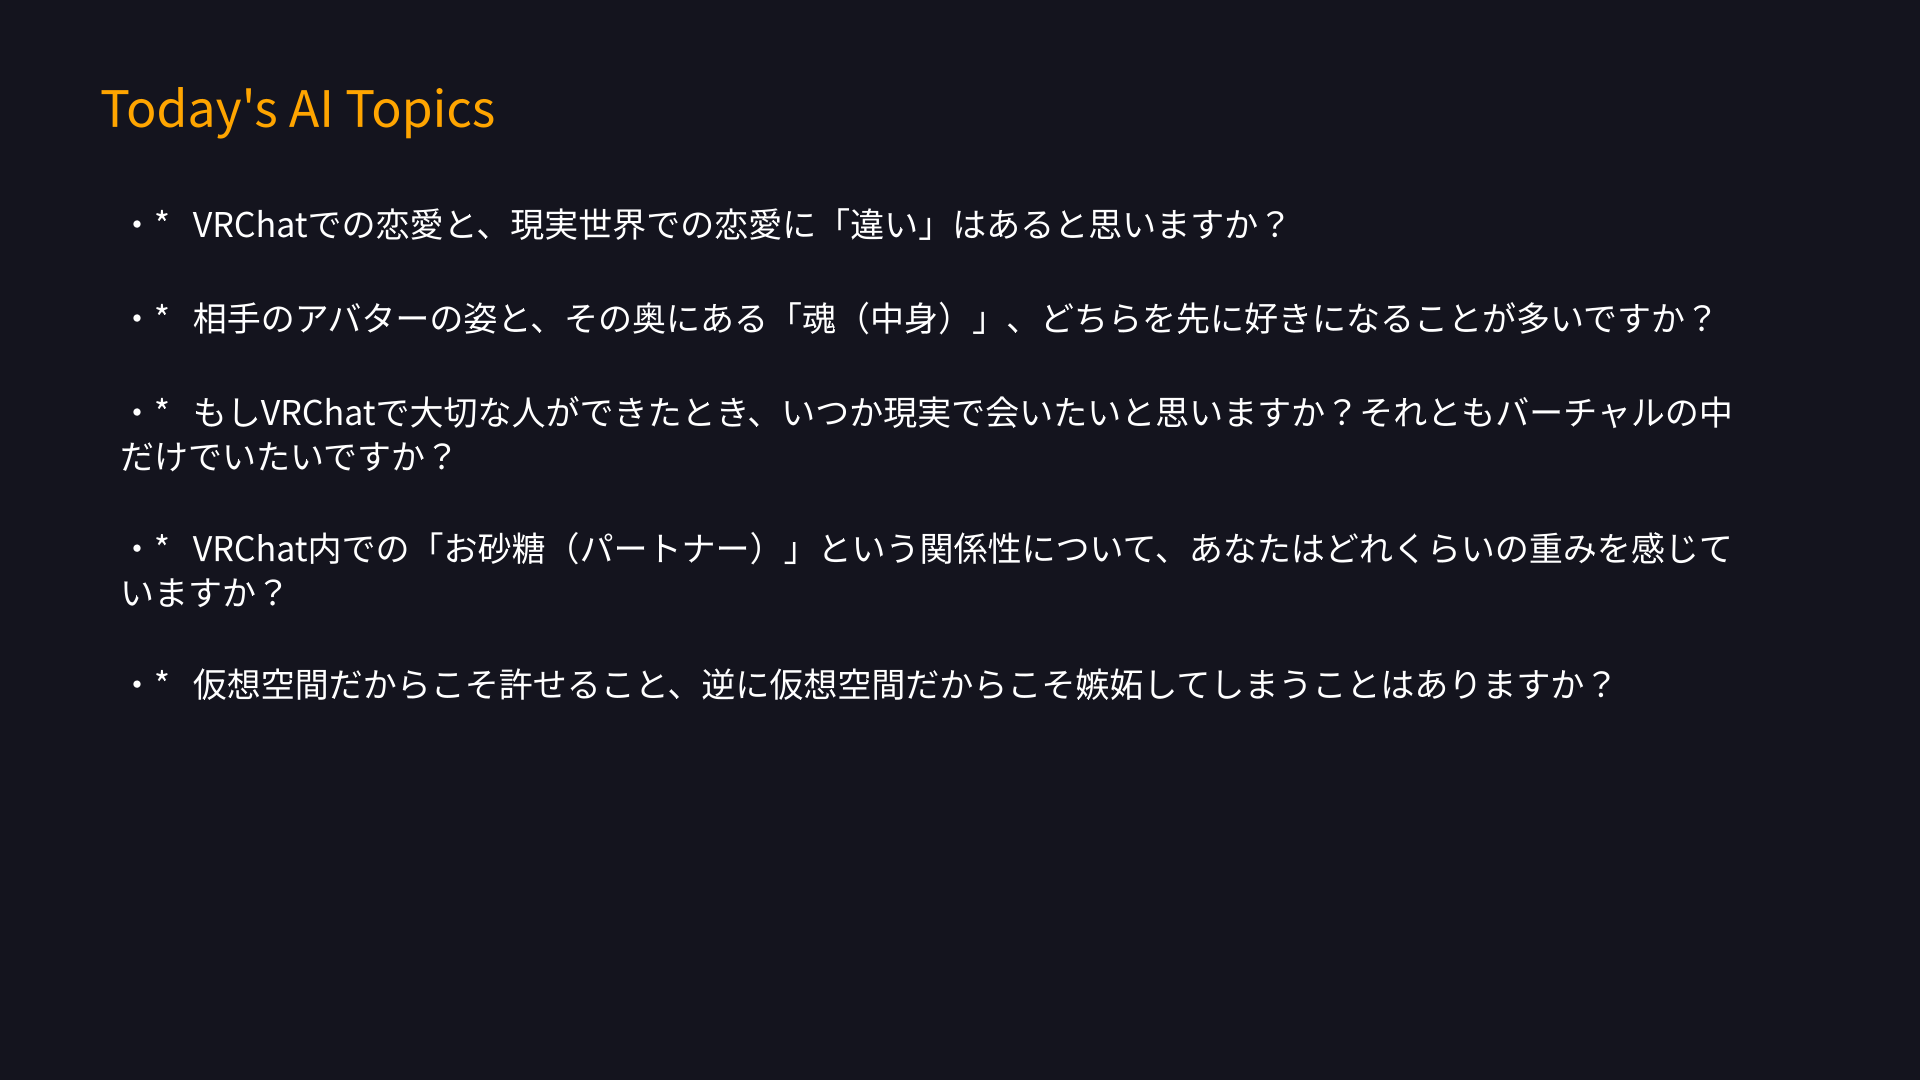 Today's AI Topics
・* VRChatでの恋愛と、現実世界での恋愛に「違い」はあると思いますか？
・* 相手のアバターの姿と、その奥にある「魂（中身）」、どちらを先に好きになることが多いですか？
・* もしVRChatで大切な人ができたとき、いつか現実で会いたいと思いますか？それともバーチャルの中
だけでいたいですか？
・* VRChat内での「お砂糖（パートナー）」という関係性について、あなたはどれくらいの重みを感じて
いますか？
・* 仮想空間だからこそ許せること、逆に仮想空間だからこそ嫉妬してしまうことはありますか？